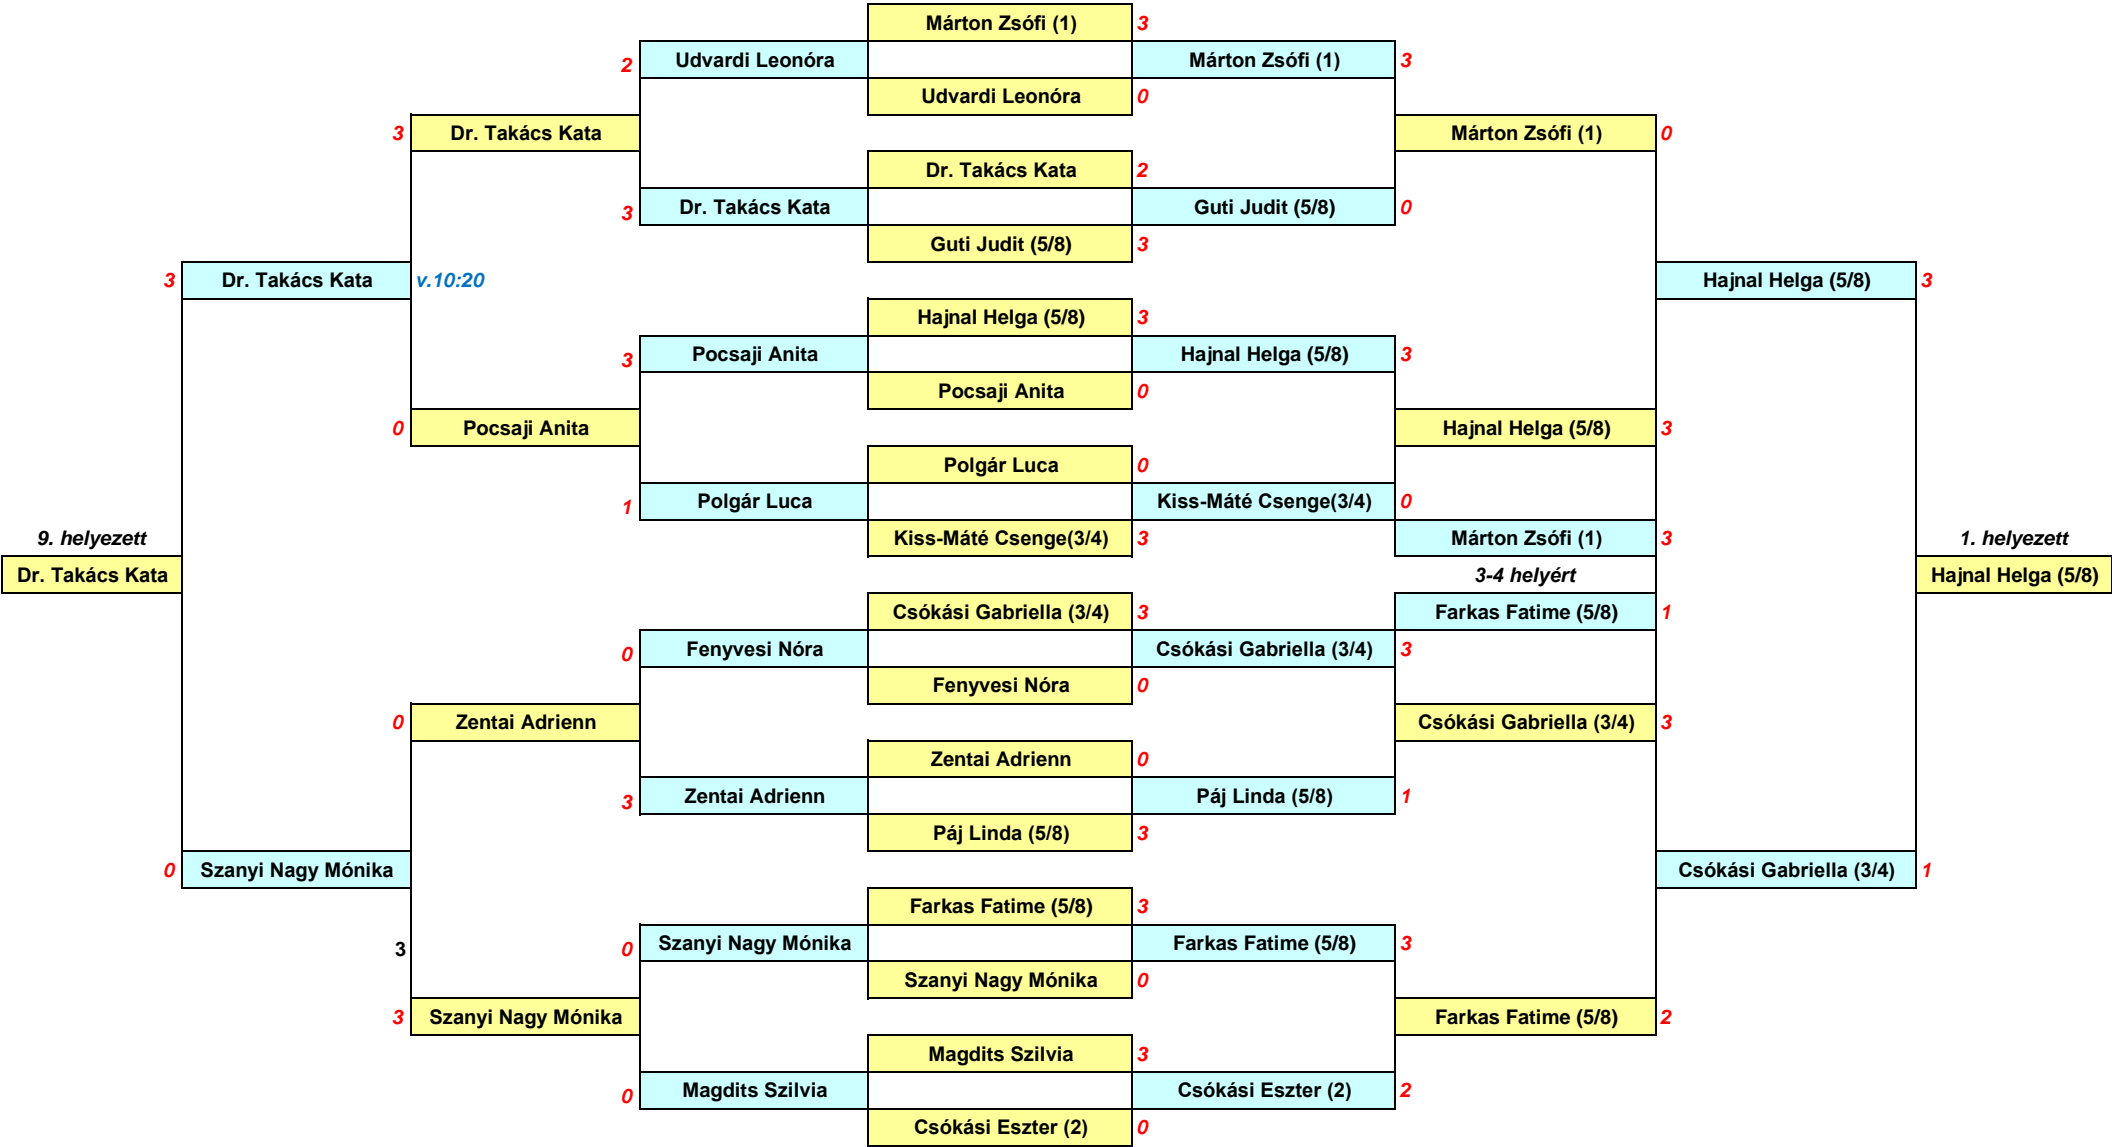 Márton Zsófi (1) 3
2 Udvardi Leonóra Márton Zsófi (1) 3
Udvardi Leonóra 0
3 Dr. Takács Kata Márton Zsófi (1) 0
Dr. Takács Kata 2
3 Dr. Takács Kata Guti Judit (5/8) 0
Guti Judit (5/8) 3
3 Dr. Takács Kata v.10:20 Hajnal Helga (5/8) 3
Hajnal Helga (5/8) 3
3 Pocsaji Anita Hajnal Helga (5/8) 3
Pocsaji Anita 0
0 Pocsaji Anita Hajnal Helga (5/8) 3
Polgár Luca 0
1 Polgár Luca Kiss-Máté Csenge(3/4) 0
9. helyezett Kiss-Máté Csenge(3/4) 3 Márton Zsófi (1) 3 1. helyezett
Dr. Takács Kata 3-4 helyért Hajnal Helga (5/8)
Csókási Gabriella (3/4) 3 Farkas Fatime (5/8) 1
0 Fenyvesi Nóra Csókási Gabriella (3/4) 3
Fenyvesi Nóra 0
0 Zentai Adrienn Csókási Gabriella (3/4) 3
Zentai Adrienn 0
3 Zentai Adrienn Páj Linda (5/8) 1
Páj Linda (5/8) 3
0 Szanyi Nagy Mónika Csókási Gabriella (3/4) 1
Farkas Fatime (5/8) 3
3 0 Szanyi Nagy Mónika Farkas Fatime (5/8) 3
Szanyi Nagy Mónika 0
3 Szanyi Nagy Mónika Farkas Fatime (5/8) 2
Magdits Szilvia 3
0 Magdits Szilvia Csókási Eszter (2) 2
Csókási Eszter (2) 0